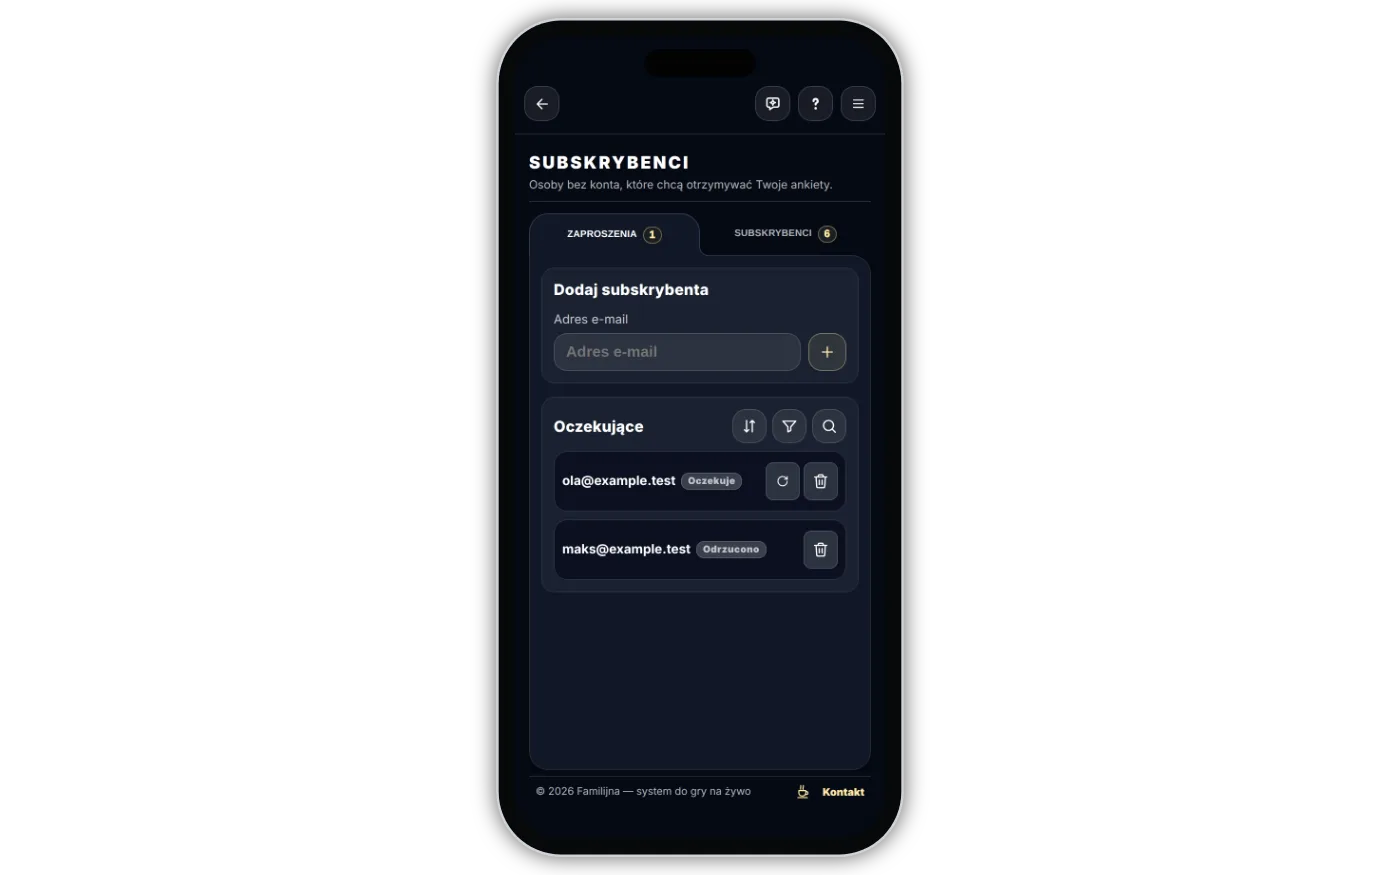 ?
SUBSKRYBENCI
Osoby bez konta, które chcą otrzymywać Twoje ankiety.
ZAPROSZENIA 1
SUBSKRYBENCI 6
Dodaj subskrybenta
Adres e-mail
Adres e-mail
+
Oczekujące
ola@example.test Oczekuje
maks@example.test Odrzucono
© 2026 Familijna — system do gry na żywo
Kontakt